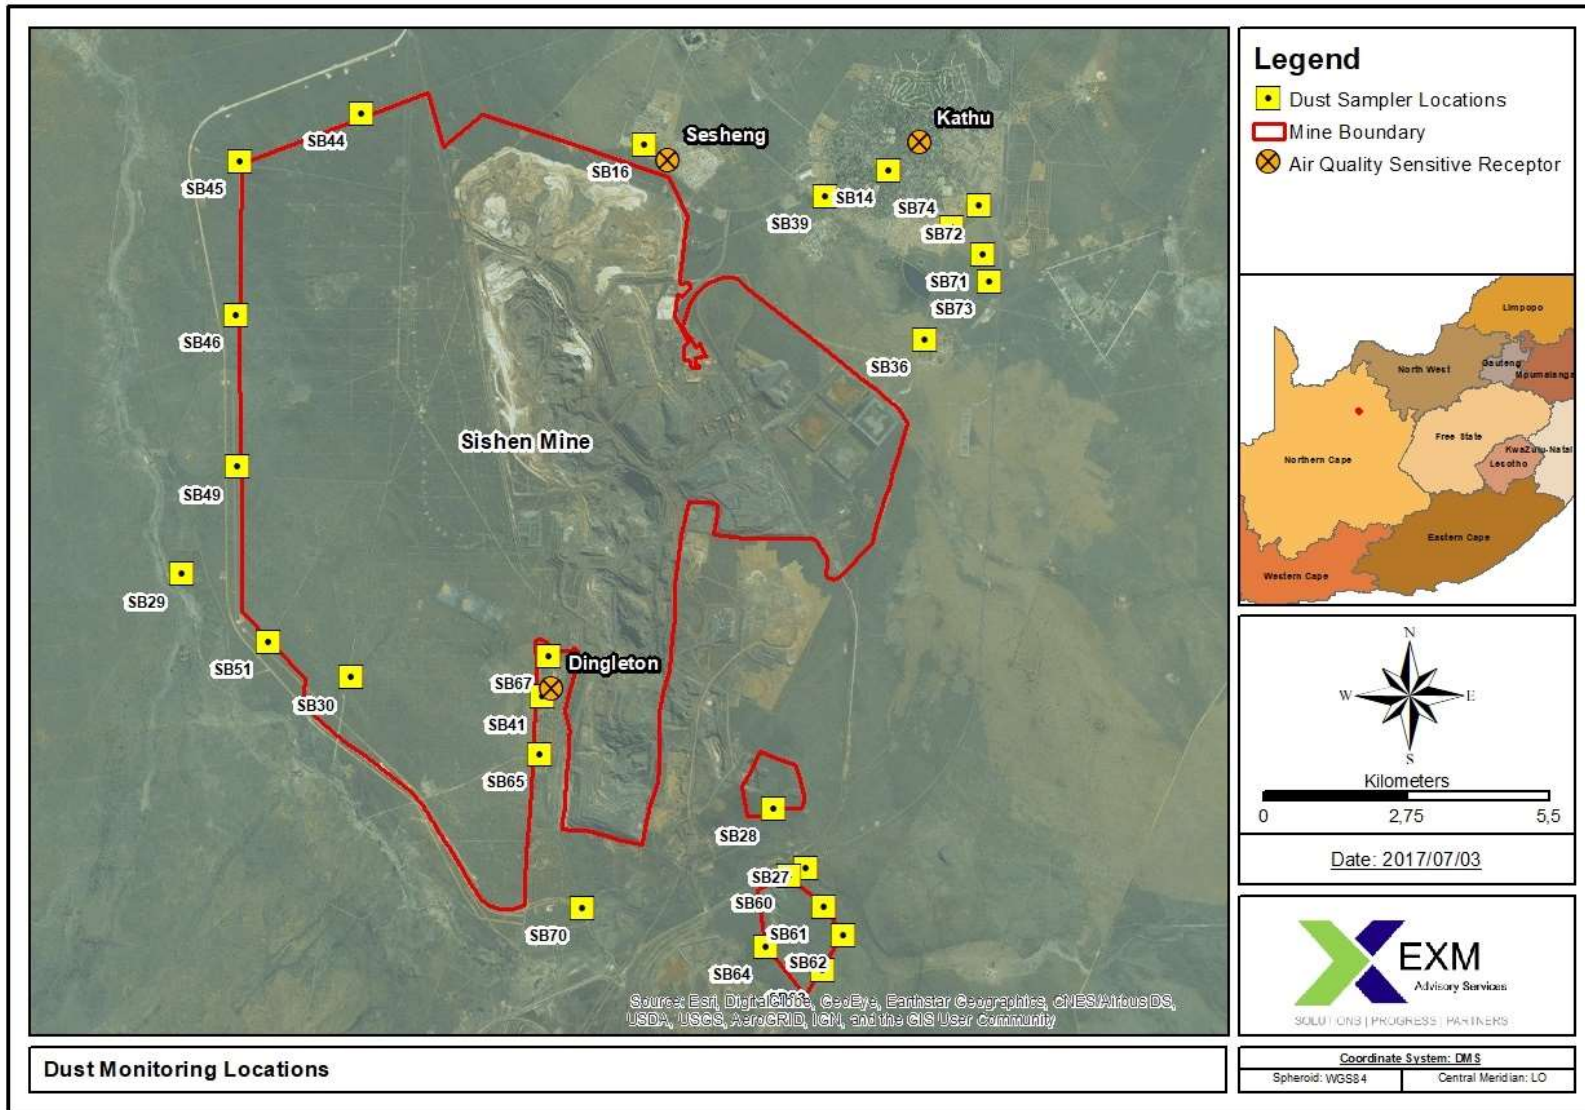 Legend
Dust Sampler Locations
Mine Boundary
Air Quality Sensitive Receptor
SB44
SB45
Sesheng
SB16
Kathu
SB14
SB39
SB74
SB72
SB71
SB73
SB46
SB36
Sishen Mine
SB49
SB29
SB51
SB30
Dingleton
SB67
SB41
SB65
SB28
SB27
SB60
SB61
SB62
SB64
SB70
Source: Esri, DigitalGlobe, GeoEye, Earthstar Geographics, CNES/Airbus DS,
USDA, USGS, AeroGRID, IGN, and the GIS User Community
Limpopo
North West
Gauteng
Mpumalanga
Free State
KwaZulu-Natal
Lesotho
Northern Cape
Eastern Cape
Western Cape
N
W E
S
Kilometers
0 2,75 5,5
Date: 2017/07/03
EXM
Advisory Services
SOLUTIONS | PROGRESS | PARTNERS
Dust Monitoring Locations
Coordinate System: DMS
Spheroid: WGS84 Central Meridian: LO